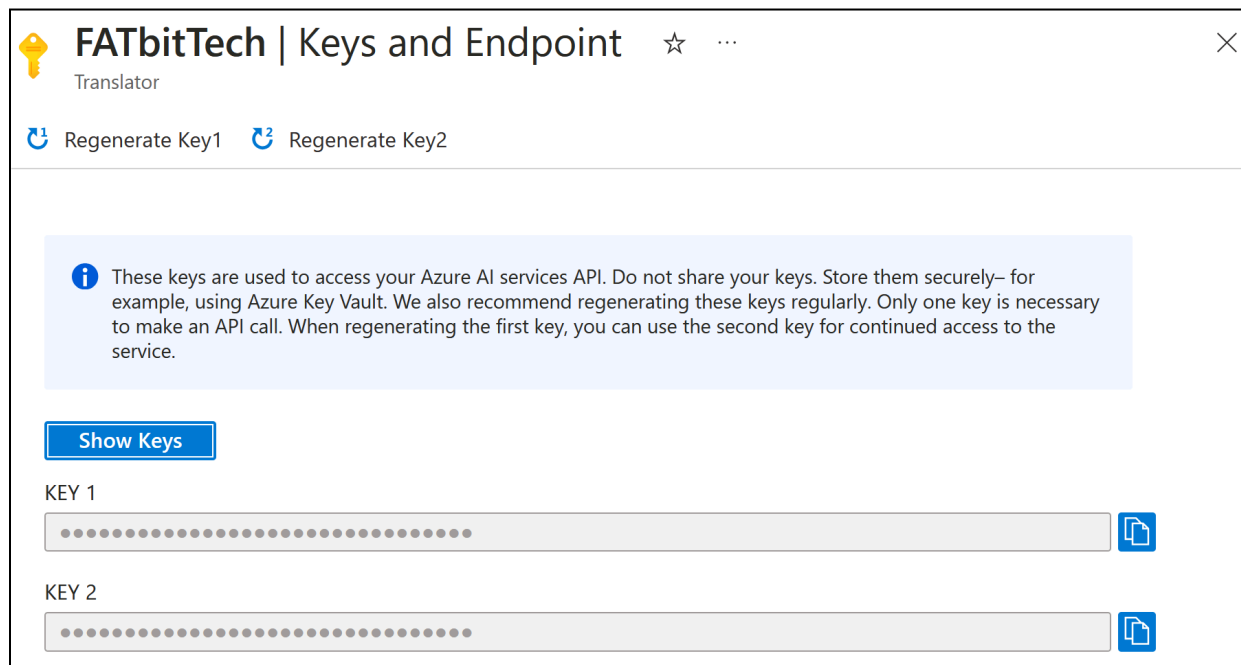 FATbitTech | Keys and Endpoint
Translator
Regenerate Key1 Regenerate Key2
These keys are used to access your Azure AI services API. Do not share your keys. Store them securely– for
example, using Azure Key Vault. We also recommend regenerating these keys regularly. Only one key is necessary
to make an API call. When regenerating the first key, you can use the second key for continued access to the
service.
Show Keys
KEY 1
••••••••••••••••••••••••••••••••
KEY 2
••••••••••••••••••••••••••••••••